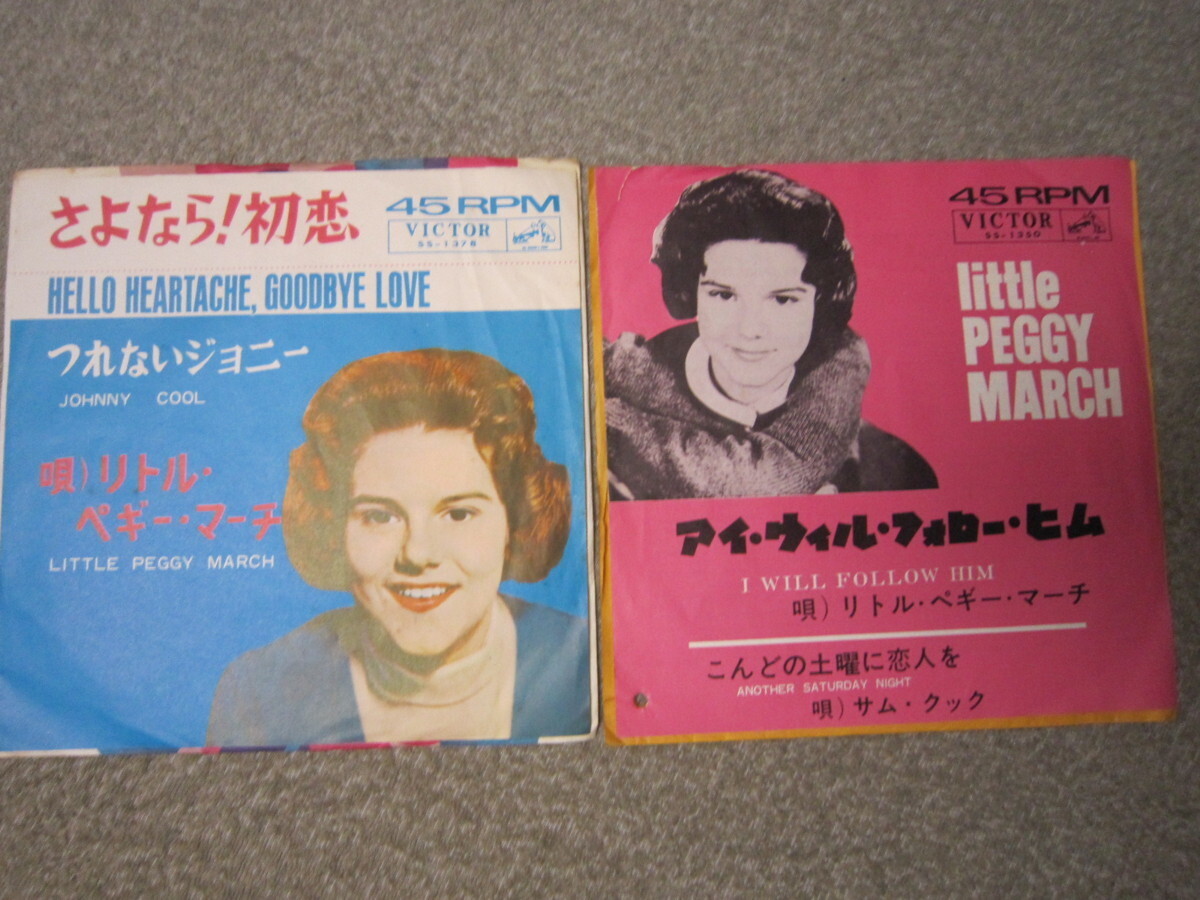 さよなら!初恋
45 RPM
VICTOR
SS-1378
HELLO HEARTACHE, GOODBYE LOVE
つれないジョニー
JOHNNY COOL
唄)リトル・
ペギー・マーチ
LITTLE PEGGY MARCH
45 RPM
VICTOR
SS-1350
little
PEGGY
MARCH
アイ・ウィル・フォロー・ヒム
I WILL FOLLOW HIM
唄)リトル・ペギー・マーチ
こんどの土曜に恋人を
ANOTHER SATURDAY NIGHT
唄)サム・クック